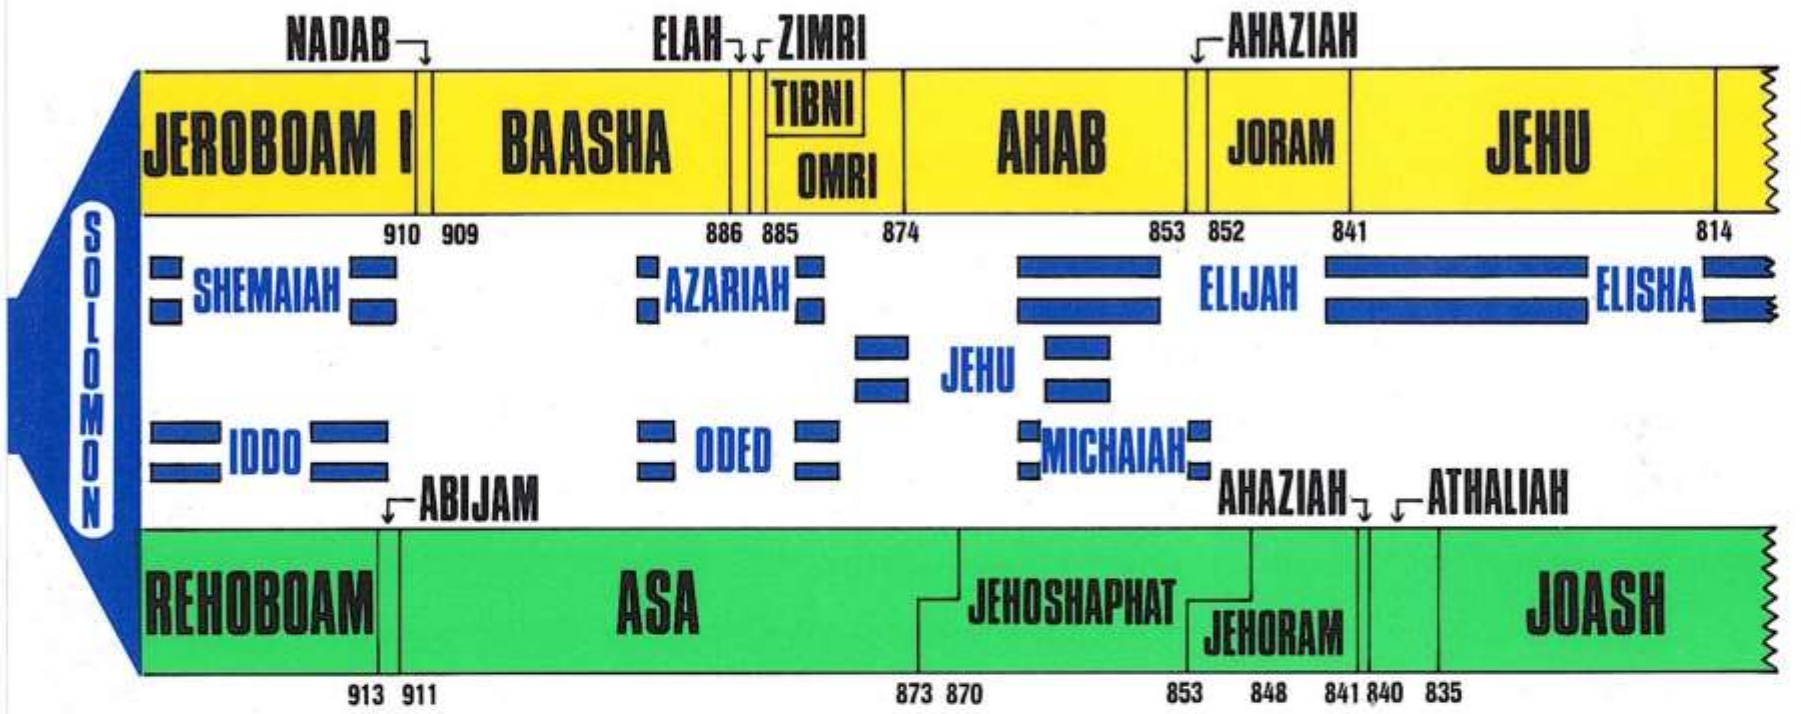 NADAB ELAH ZIMRI AHAZIAH
JEROBOAM I BAASHA TIBNI OMRI AHAB JORAM JEHU
910 909 886 885 874 853 852 841 814
SOLOMON
SHEMAIAH AZARIAH ELIJAH ELISHA
JEHU
IDDO ODED MICHAIAH
ABIJAM AHAZIAH ATHALIAH
REHOBOAM ASA JEHOSHAPHAT JEHORAM JOASH
913 911 873 870 853 848 841 840 835